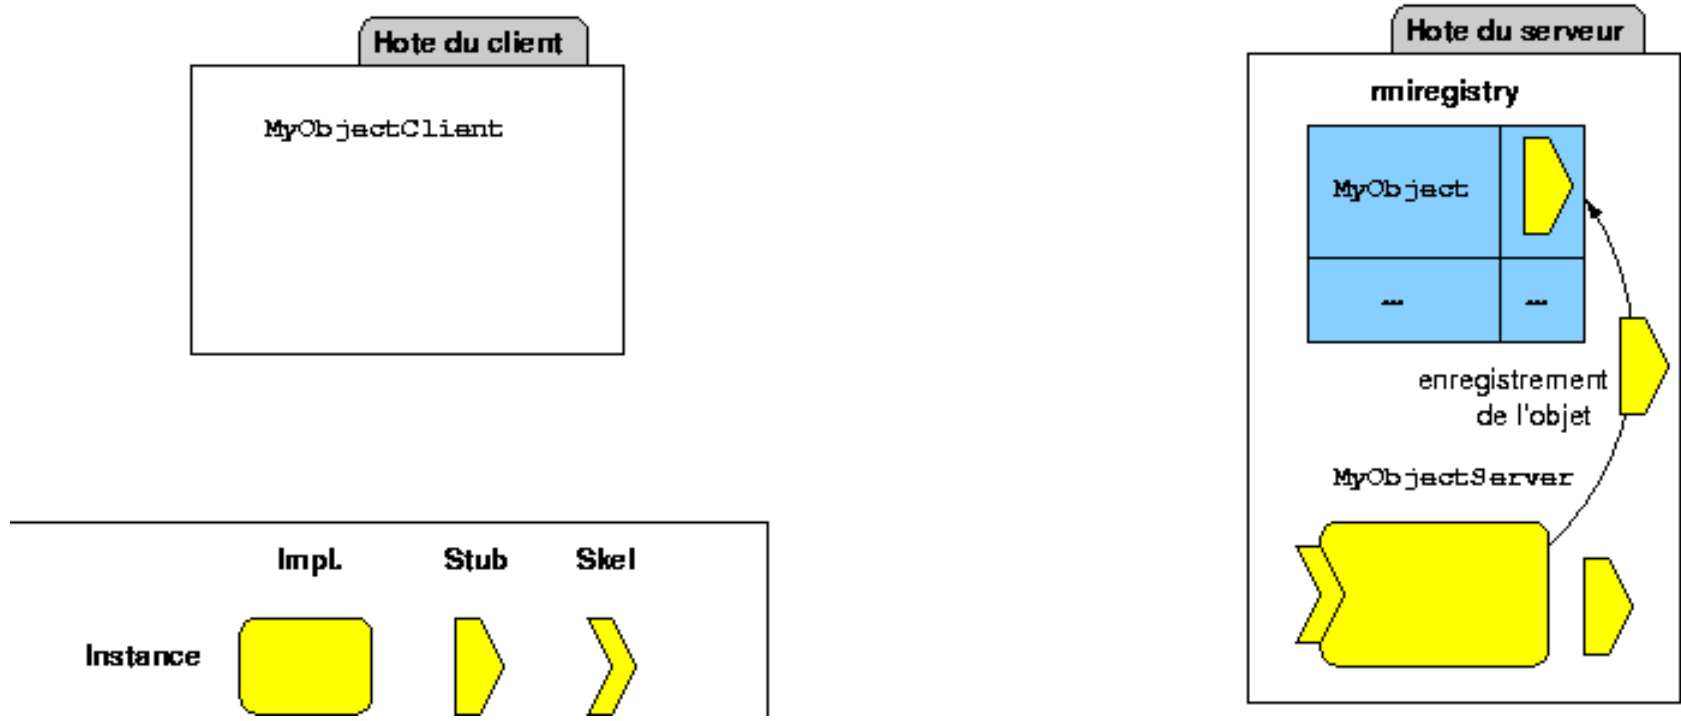 Hote du client
MyObjectClient
Hote du serveur
rmiregistry
MyObject
... ...
enregistrement
de l'objet
MyObjectServer
Impl. Stub Skel
Instance